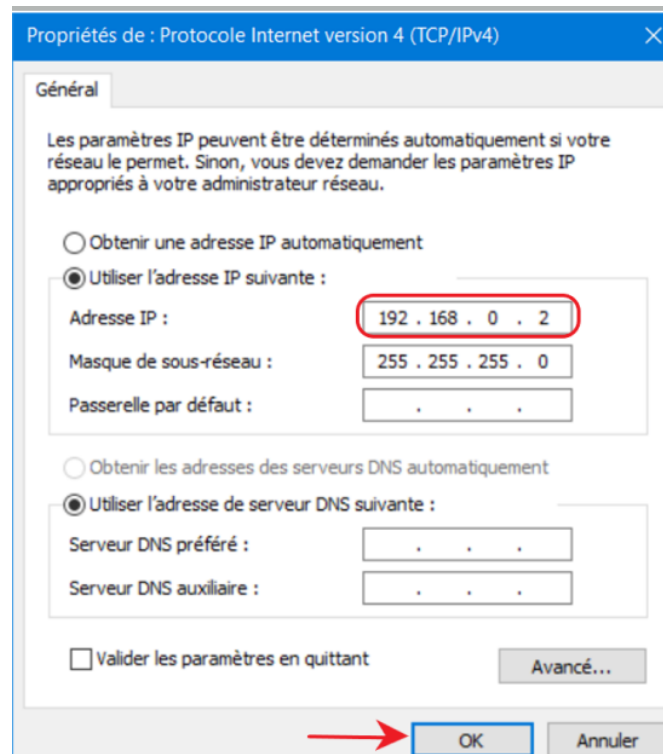 Propriétés de : Protocole Internet version 4 (TCP/IPv4)
Général
Les paramètres IP peuvent être déterminés automatiquement si votre
réseau le permet. Sinon, vous devez demander les paramètres IP
appropriés à votre administrateur réseau.
Obtenir une adresse IP automatiquement
Utiliser l'adresse IP suivante :
Adresse IP : 192 . 168 . 0 . 2
Masque de sous-réseau : 255 . 255 . 255 . 0
Passerelle par défaut : . . .
Obtenir les adresses des serveurs DNS automatiquement
Utiliser l'adresse de serveur DNS suivante :
Serveur DNS préféré : . . .
Serveur DNS auxiliaire : . . .
Valider les paramètres en quittant
Avancé...
OK Annuler